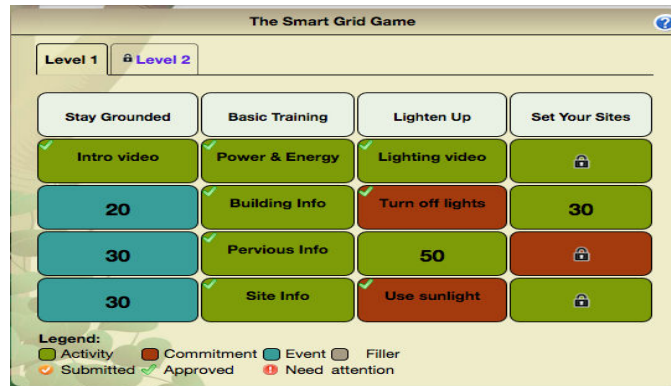 The Smart Grid Game
?
Level 1 Level 2
Stay Grounded Basic Training Lighten Up Set Your Sites
Intro video Power & Energy Lighting video
20 Building Info Turn off lights 30
30 Pervious Info 50
30 Site Info Use sunlight
Legend:
Activity Commitment Event Filler
Submitted Approved Need attention